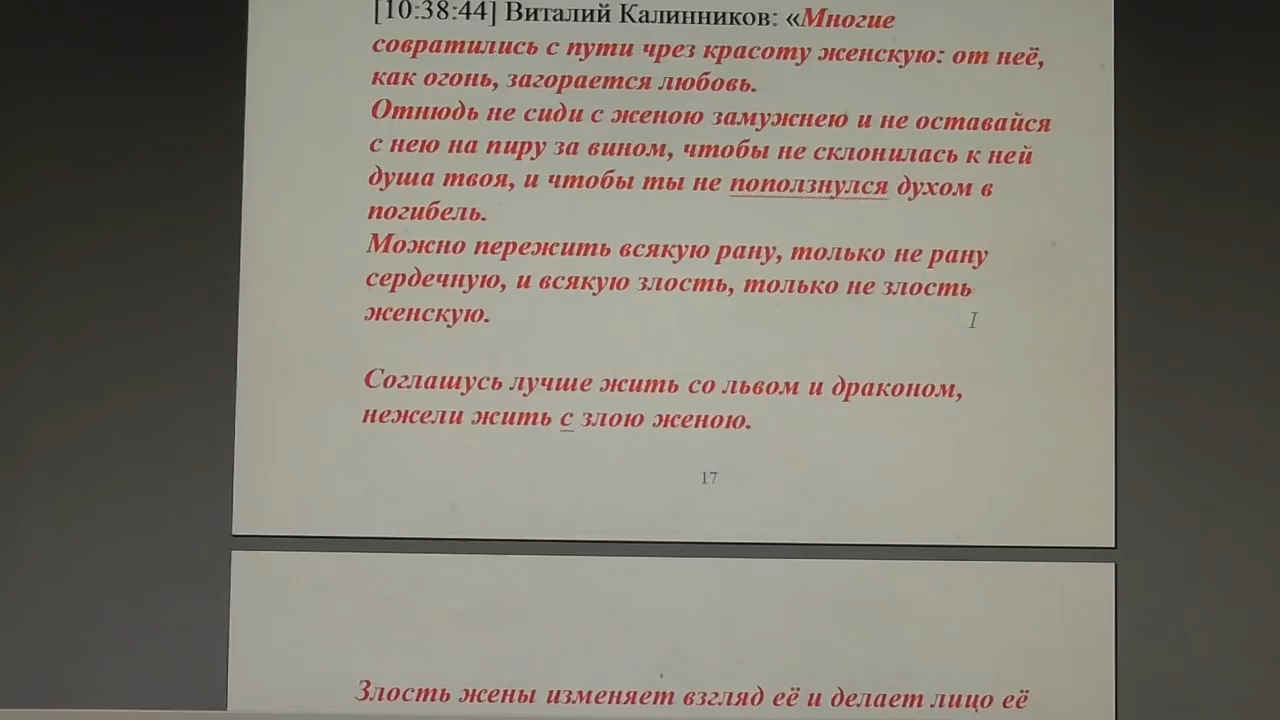 [10:38:44] Виталий Калинников: «Многие
совратились с пути чрез красоту женскую: от неё,
как огонь, загорается любовь.
Отнюдь не сиди с женою замужнею и не оставайся
с нею на пиру за вином, чтобы не склонилась к ней
душа твоя, и чтобы ты не поползнулся духом в
погибель.
Можно пережить всякую рану, только не рану
сердечную, и всякую злость, только не злость
женскую.
Соглашусь лучше жить со львом и драконом,
нежели жить с злою женою.
17
Злость жены изменяет взгляд её и делает лицо её